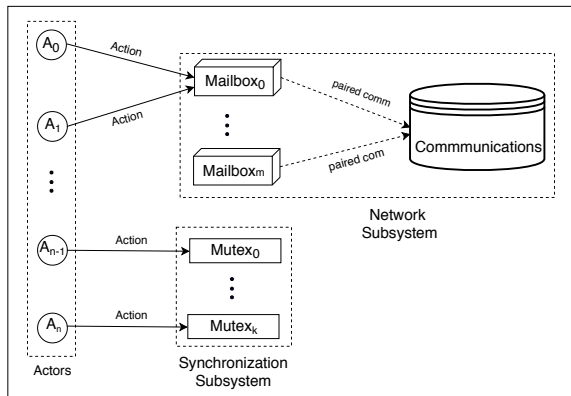 A0
Action
Mailbox0
paired comm
Action
A1
Commmunications
Mailboxm
paired com
Network
Subsystem
An-1
Action
Mutex0
An
Action
Mutexk
Actors
Synchronization
Subsystem